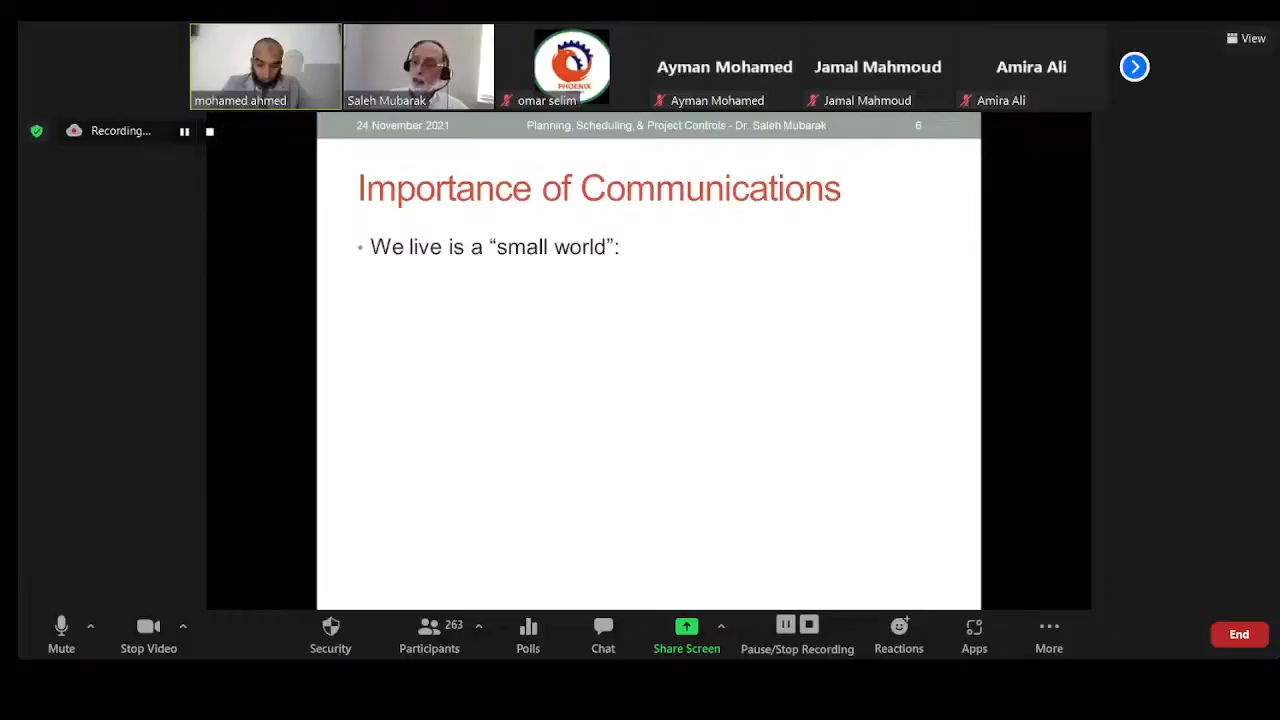 View
PHOENIX
Ayman Mohamed
Jamal Mahmoud
Amira Ali
mohamed ahmed
Saleh Mubarak
omar selim
Ayman Mohamed
Jamal Mahmoud
Amira Ali
Recording...
24 November 2021
Planning, Scheduling, & Project Controls - Dr. Saleh Mubarak
6
Importance of Communications
• We live is a “small world”:
263
Mute
Stop Video
Security
Participants
Polls
Chat
Share Screen
Pause/Stop Recording
Reactions
Apps
More
End